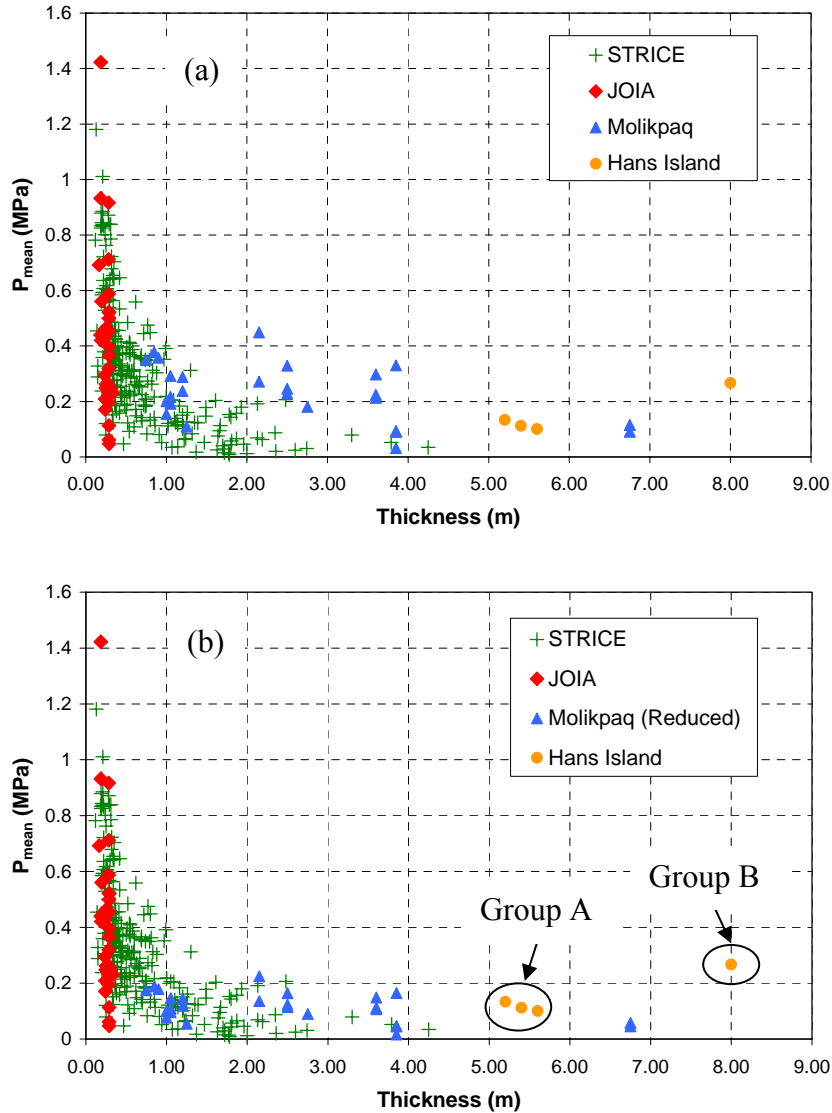 (a)
STRICE
JOIA
Molikpaq
Hans Island
1.6
1.4
1.2
1
0.8
0.6
0.4
0.2
0
P_mean (MPa)
0.00 1.00 2.00 3.00 4.00 5.00 6.00 7.00 8.00 9.00
Thickness (m)
(b)
STRICE
JOIA
Molikpaq (Reduced)
Hans Island
Group A
Group B
1.6
1.4
1.2
1
0.8
0.6
0.4
0.2
0
P_mean (MPa)
0.00 1.00 2.00 3.00 4.00 5.00 6.00 7.00 8.00 9.00
Thickness (m)